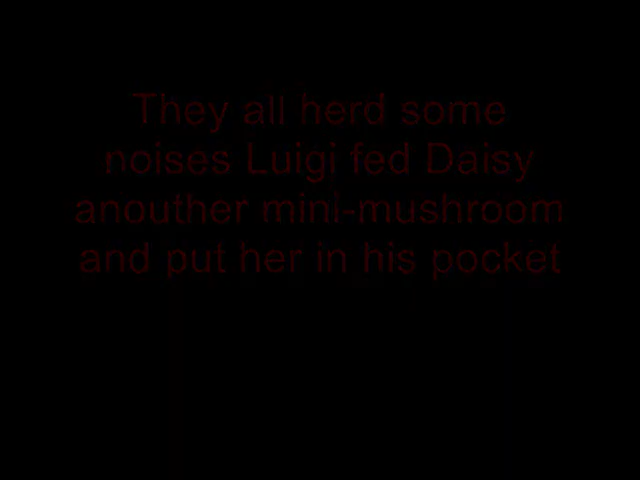 They all herd some
noises Luigi fed Daisy
anouther mini-mushroom
and put her in his pocket